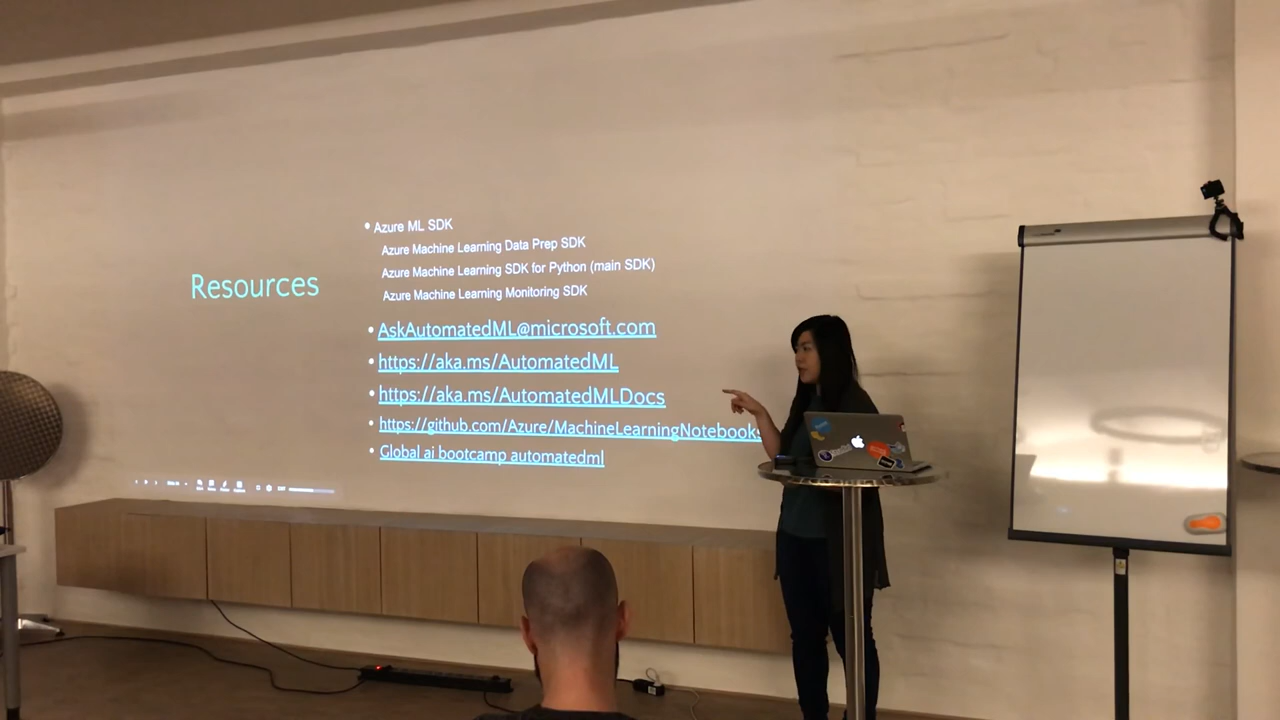 Resources
• Azure ML SDK
Azure Machine Learning Data Prep SDK
Azure Machine Learning SDK for Python (main SDK)
Azure Machine Learning Monitoring SDK
• AskAutomatedML@microsoft.com
• https://aka.ms/AutomatedML
• https://aka.ms/AutomatedMLDocs
• https://github.com/Azure/MachineLearningNotebooks
• Global ai bootcamp automatedml